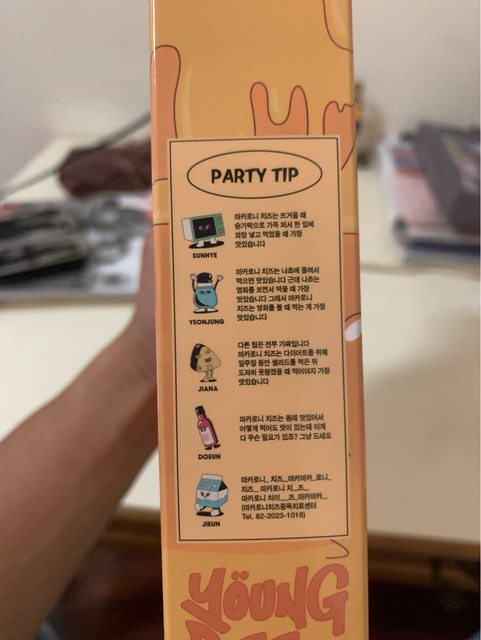 PARTY TIP
마카로니 치즈는 뜨거울 때
숟가락으로 가득 퍼서 한 입에
와앙 넣고 먹었을 때 가장
맛있습니다
SUNHYE
마카로니 치즈는 나쵸에 올려서
먹으면 맛있습니다 근데 나쵸는
영화를 보면서 먹을 때 가장
맛있습니다 그래서 마카로니
치즈는 영화를 볼 때 먹는 게 가장
맛있습니다
YEONJUNG
다른 팁은 전부 가짜입니다
마카로니 치즈는 다이어트를 위해
일주일 동안 샐러드를 먹은 뒤
도저히 못참겠을 때 먹어야지 가장
맛있습니다
JIANA
마카로니 치즈는 원래 맛있어서
어떻게 먹어도 맛이 있는데 이게
다 무슨 필요가 있죠? 그냥 드세요
DOEUN
마카로니_ 치즈__마카마카_로니_
치즈__ 마카로니 치_즈__
마카로니 치이__즈_마카마카__
(마카로니치즈중독치료센터
Tel. 82-2023-1018)
JIEUN
YOUNG